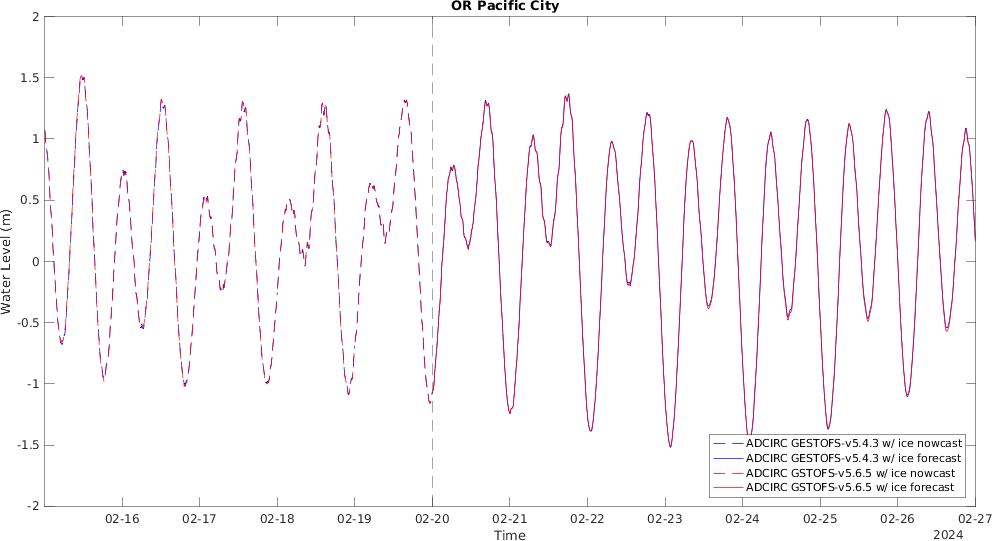 OR Pacific City
2
1.5
1
0.5
0
-0.5
-1
-1.5
-2
Water Level (m)
ADCIRC GESTOFS-v5.4.3 w/ ice nowcast
ADCIRC GESTOFS-v5.4.3 w/ ice forecast
ADCIRC GSTOFS-v5.6.5 w/ ice nowcast
ADCIRC GSTOFS-v5.6.5 w/ ice forecast
02-16 02-17 02-18 02-19 02-20 02-21 02-22 02-23 02-24 02-25 02-26 02-27
Time
2024